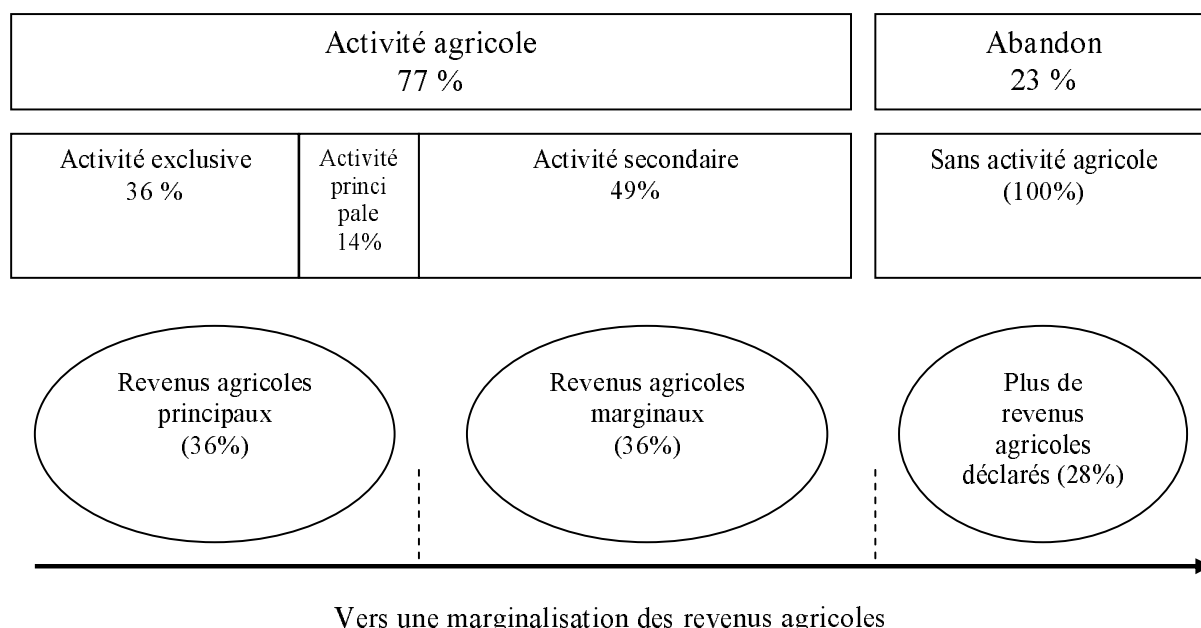 Activité agricole
77 %
Abandon
23 %
Activité exclusive
36 %
Activité
princi
pale
14%
Activité secondaire
49%
Sans activité agricole
(100%)
Revenus agricoles
principaux
(36%)
Revenus agricoles
marginaux
(36%)
Plus de
revenus
agricoles
déclarés (28%)
Vers une marginalisation des revenus agricoles